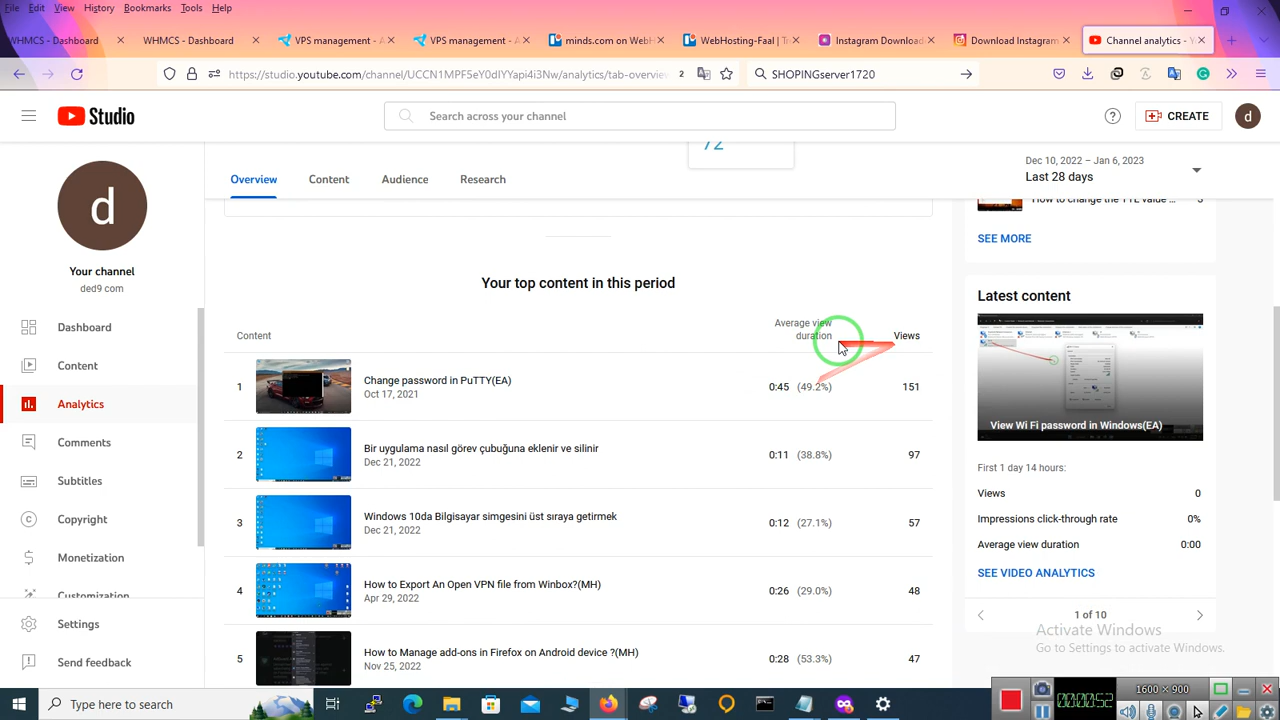 File Edit View History Bookmarks Tools Help
WHMCS - Dashboard
WHMCS - Dashboard
VPS management - A
VPS management - A
minds.com on WebH
WebHosting-Faal | T
Instagram Download
Download Instagram
Channel analytics - Y
https://studio.youtube.com/channel/UCCN1MPF5eY0dIYYapi4i3Nw/analytics/tab-overvie
2
SHOPINGserver1720
Studio
Search across your channel
CREATE
d
72
Overview
Content
Audience
Research
Dec 10, 2022 – Jan 6, 2023
Last 28 days
d
Your channel
ded9 com
Dashboard
Content
Analytics
Comments
Subtitles
Copyright
Monetization
Customization
Settings
Send feedback
Your top content in this period
Content
Average view duration
Views
1 Change password in PuTTY(EA) 0:45 (49.2%) 151
Oct 17, 2021
2 Bir uygulama nasıl görev çubuğuna eklenir ve silinir 0:11 (38.8%) 97
Dec 21, 2022
3 Windows 10da Bilgisayar simgesini üst sıraya getirmek 0:12 (27.1%) 57
Dec 21, 2022
4 How to Export An Open VPN file from Winbox?(MH) 0:26 (29.0%) 48
Apr 29, 2022
5 How to Manage add-ons in Firefox on Android device ?(MH) 0:28 (53.3%) 47
Nov 25, 2022
How to change the TTL value ...
SEE MORE
Latest content
View Wi Fi password in Windows(EA)
First 1 day 14 hours:
Views 0
Impressions click-through rate 0%
Average view duration 0:00
SEE VIDEO ANALYTICS
1 of 10
Activate Windows
Go to Settings to activate Windows.
Type here to search
00:00:52
1600 900